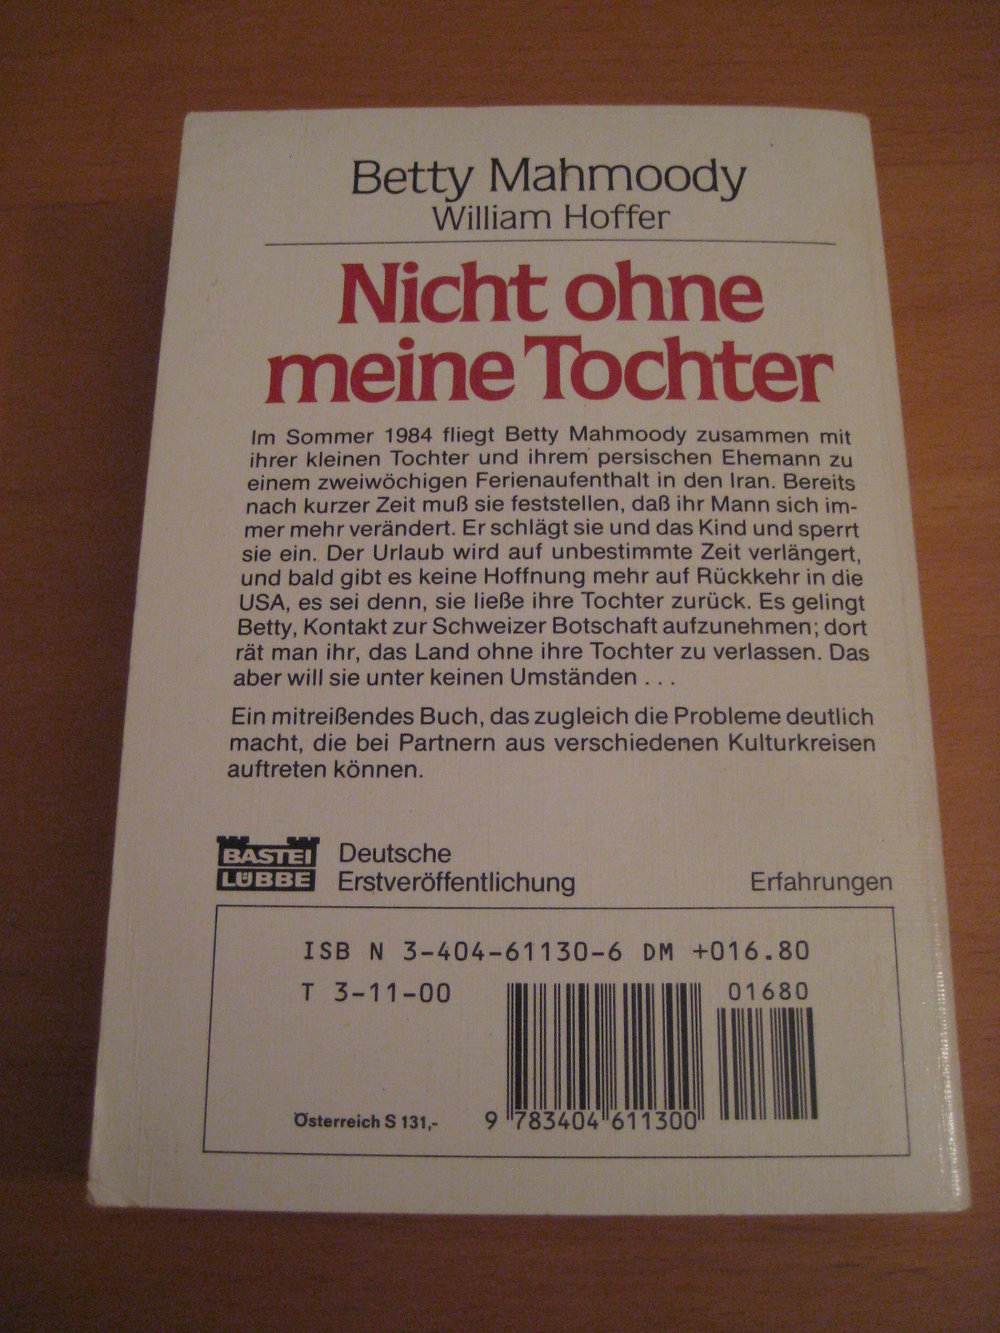 Betty Mahmoody
William Hoffer
Nicht ohne
meine Tochter
Im Sommer 1984 fliegt Betty Mahmoody zusammen mit
ihrer kleinen Tochter und ihrem persischen Ehemann zu
einem zweiwöchigen Ferienaufenthalt in den Iran. Bereits
nach kurzer Zeit muß sie feststellen, daß ihr Mann sich im-
mer mehr verändert. Er schlägt sie und das Kind und sperrt
sie ein. Der Urlaub wird auf unbestimmte Zeit verlängert,
und bald gibt es keine Hoffnung mehr auf Rückkehr in die
USA, es sei denn, sie ließe ihre Tochter zurück. Es gelingt
Betty, Kontakt zur Schweizer Botschaft aufzunehmen; dort
rät man ihr, das Land ohne ihre Tochter zu verlassen. Das
aber will sie unter keinen Umständen . . .
Ein mitreißendes Buch, das zugleich die Probleme deutlich
macht, die bei Partnern aus verschiedenen Kulturkreisen
auftreten können.
BASTEI
LÜBBE
Deutsche
Erstveröffentlichung
Erfahrungen
ISB N 3-404-61130-6 DM +016.80
T 3-11-00
01680
Österreich S 131,-
9 783404 611300